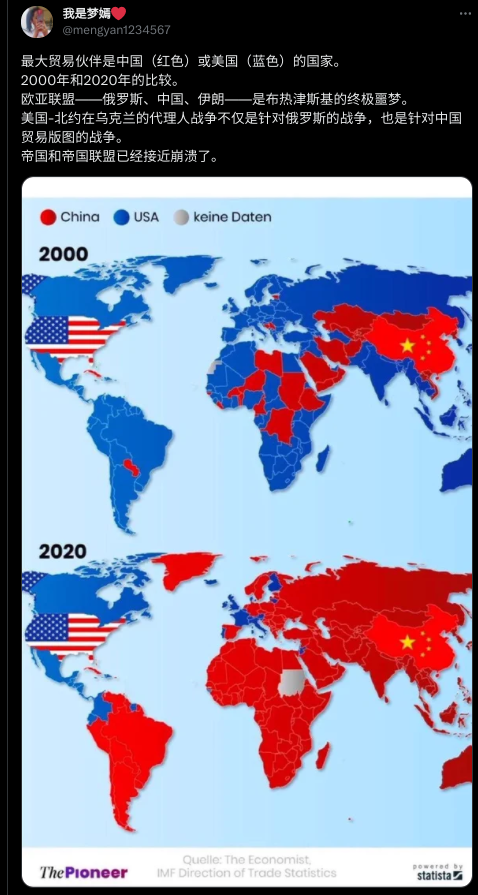 我是梦嫣❤️
@mengyan1234567
最大贸易伙伴是中国（红色）或美国（蓝色）的国家。
2000年和2020年的比较。
欧亚联盟——俄罗斯、中国、伊朗——是布热津斯基的终极噩梦。
美国-北约在乌克兰的代理人战争不仅是针对俄罗斯的战争，也是针对中国
贸易版图的战争。
帝国和帝国联盟已经接近崩溃了。
China USA keine Daten
2000
2020
The Pioneer
Quelle: The Economist,
IMF Direction of Trade Statistics
powered by
statista